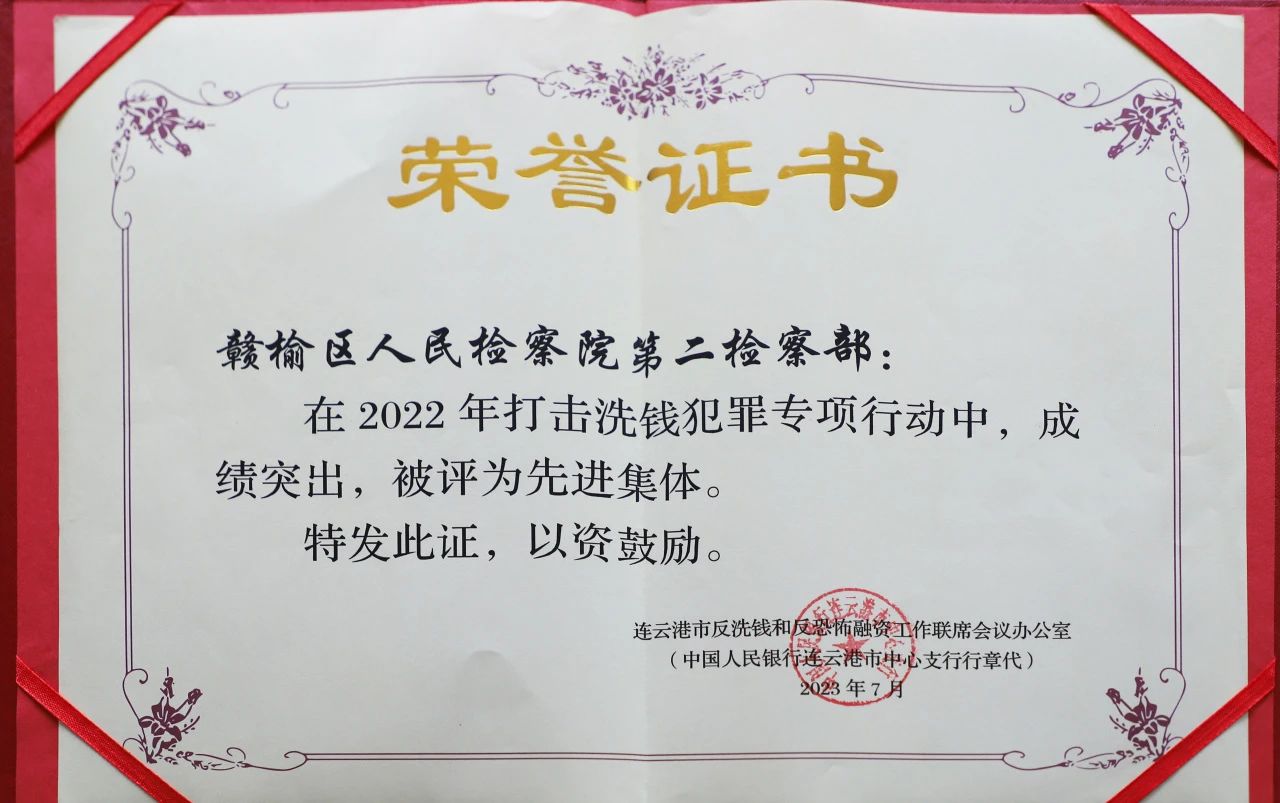 荣誉证书
赣榆区人民检察院第二检察部：
在2022年打击洗钱犯罪专项行动中，成
绩突出，被评为先进集体。
特发此证，以资鼓励。
连云港市反洗钱和反恐怖融资工作联席会议办公室
（中国人民银行连云港市中心支行行章代）
2023年7月